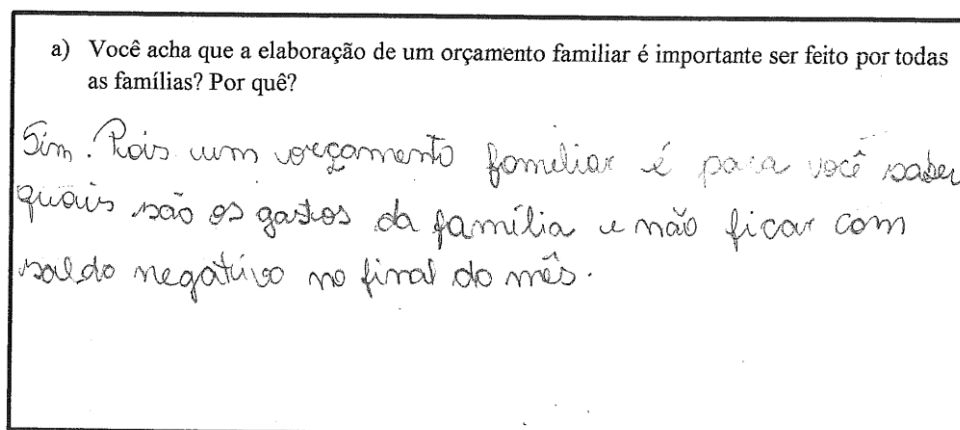 a) Você acha que a elaboração de um orçamento familiar é importante ser feito por todas
as famílias? Por quê?
Sim. Pois um orçamento familiar é para você saber
quais são os gastos da família e não ficar com
saldo negativo no final do mês.